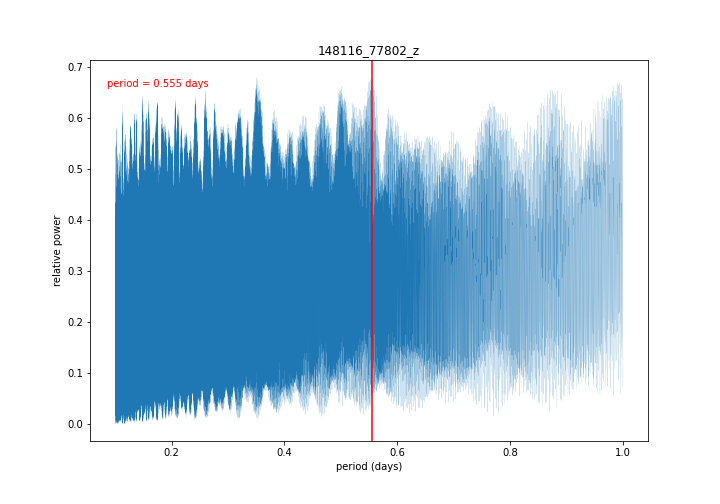 148116_77802_z
period = 0.555 days
relative power
0.7
0.6
0.5
0.4
0.3
0.2
0.1
0.0
0.2 0.4 0.6 0.8 1.0
period (days)